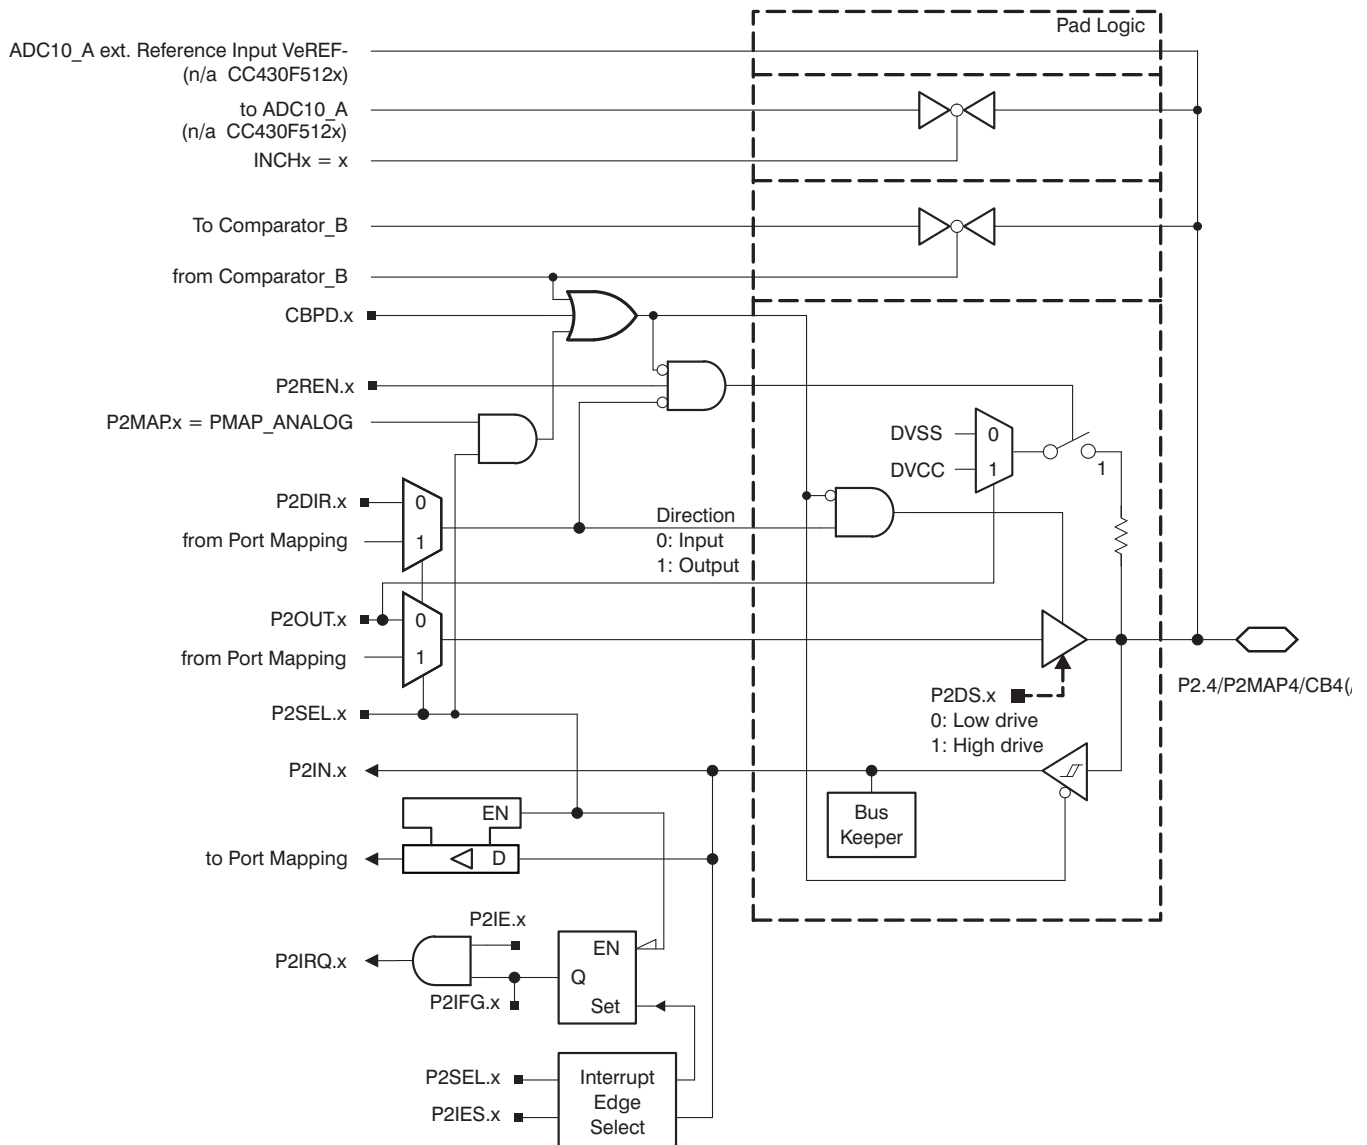 Pad Logic
ADC10_A ext. Reference Input VeREF-
(n/a CC430F512x)
to ADC10_A
(n/a CC430F512x)
INCHx = x
To Comparator_B
from Comparator_B
CBPD.x
P2REN.x
P2MAP.x = PMAP_ANALOG
DVSS
0
DVCC
1
1
P2DIR.x
0
from Port Mapping
1
Direction
0: Input
1: Output
P2OUT.x
0
from Port Mapping
1
P2DS.x
0: Low drive
1: High drive
P2.4/P2MAP4/CB4(/
P2SEL.x
P2IN.x
EN
Bus
Keeper
to Port Mapping
D
P2IE.x
EN
P2IRQ.x
Q
P2IFG.x
Set
P2SEL.x
P2IES.x
Interrupt
Edge
Select